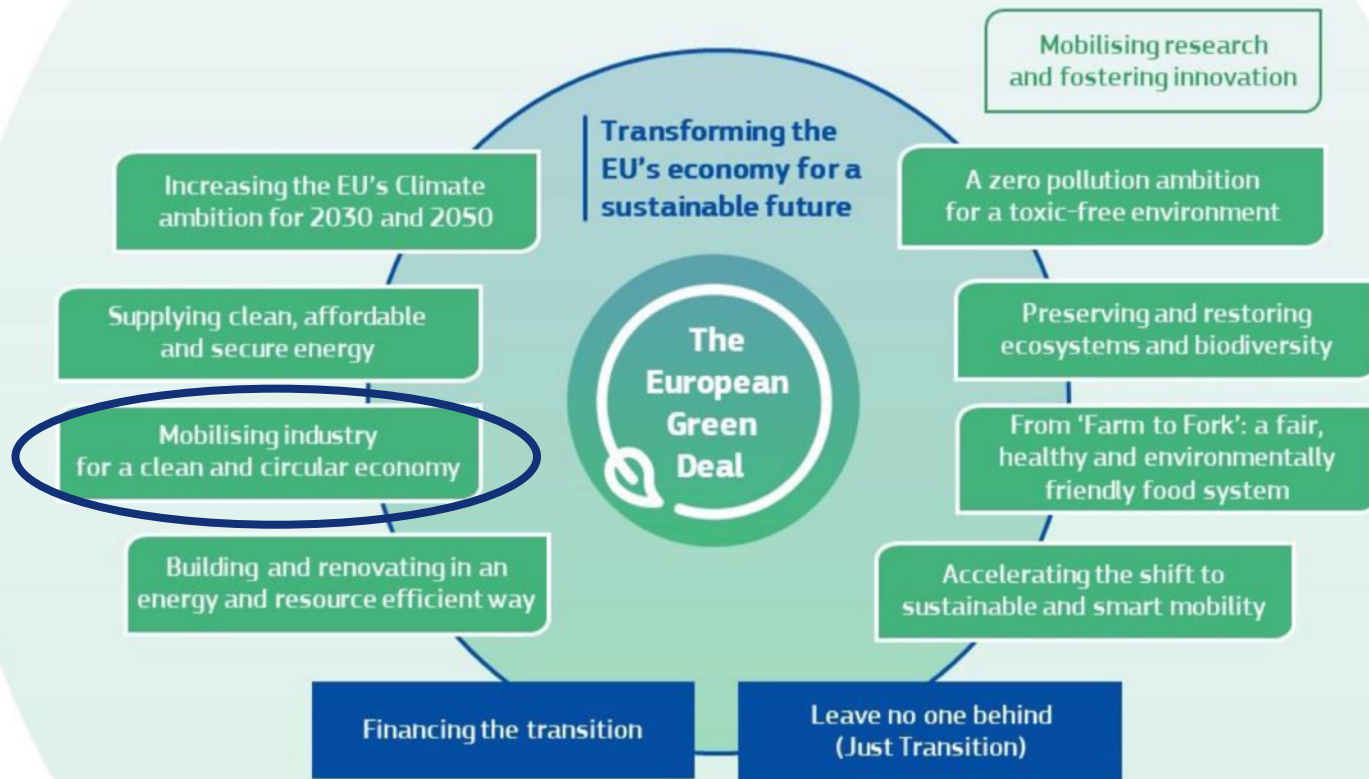 Mobilising research
and fostering innovation
Transforming the
EU's economy for a
sustainable future
Increasing the EU's Climate
ambition for 2030 and 2050
A zero pollution ambition
for a toxic-free environment
Supplying clean, affordable
and secure energy
The
European
Green
Deal
Preserving and restoring
ecosystems and biodiversity
Mobilising industry
for a clean and circular economy
From ‘Farm to Fork’: a fair,
healthy and environmentally
friendly food system
Building and renovating in an
energy and resource efficient way
Accelerating the shift to
sustainable and smart mobility
Financing the transition
Leave no one behind
(Just Transition)